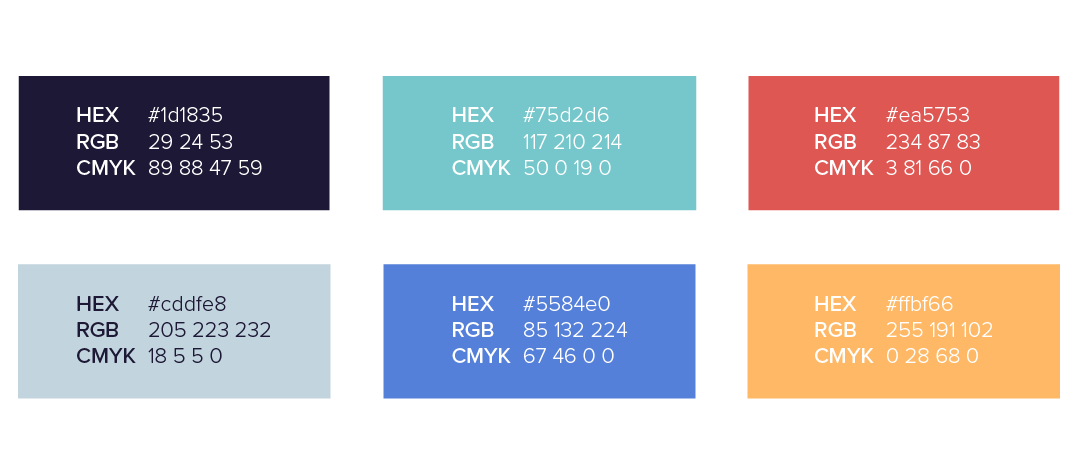 HEX #1d1835
RGB 29 24 53
CMYK 89 88 47 59
HEX #75d2d6
RGB 117 210 214
CMYK 50 0 19 0
HEX #ea5753
RGB 234 87 83
CMYK 3 81 66 0
HEX #cddfe8
RGB 205 223 232
CMYK 18 5 5 0
HEX #5584e0
RGB 85 132 224
CMYK 67 46 0 0
HEX #ffbf66
RGB 255 191 102
CMYK 0 28 68 0